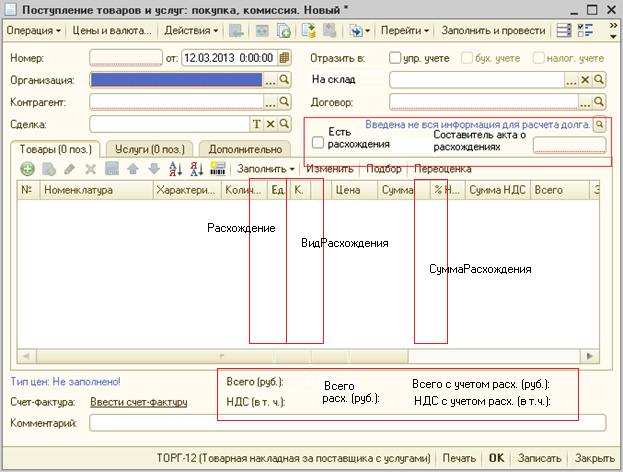 Поступление товаров и услуг: покупка, комиссия. Новый *
Операция Цены и валюта... Действия Перейти Заполнить и провести
Номер: от: 12.03.2013 0:00:00 Отразить в: упр. учете бух. учете налог. учете
Организация: ... На склад ... x
Контрагент: ... Договор: ...
Сделка: T x
Введена не вся информация для расчета долга.
Есть расхождения
Составитель акта о расхождениях
Товары (0 поз.) Услуги (0 поз.) Дополнительно
Заполнить Изменить Подбор Переоценка
№ Номенклатура Характери... Колич... Ед. К. Цена Сумма % Н... Сумма НДС Всего З
Расхождение
ВидРасхождения
СуммаРасхождения
Тип цен: Не заполнено!
Всего (руб.): Всего расх. (руб.): Всего с учетом расх. (руб.):
Счет-фактура: Ввести счет-фактуру НДС (в т. ч.): НДС с учетом расх. (в т.ч.):
Комментарий:
ТОРГ-12 (Товарная накладная за поставщика с услугами) Печать OK Записать Закрыть